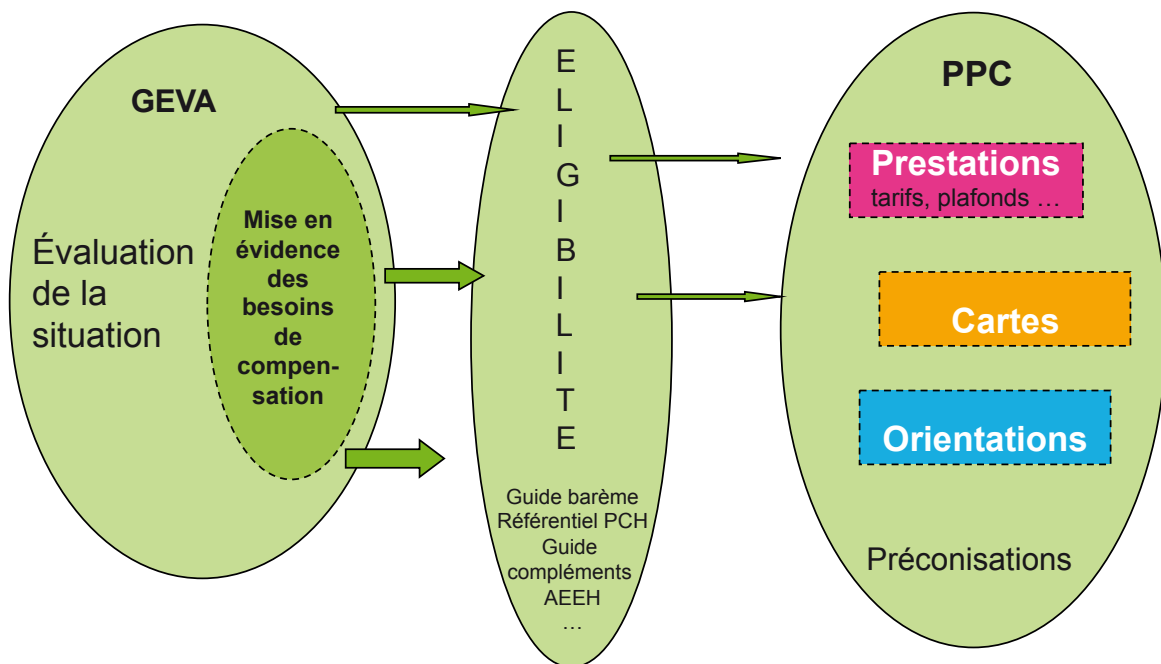 GEVA
Évaluation
de la
situation
Mise en
évidence
des
besoins
de
compen-
sation
E
L
I
G
I
B
I
L
I
T
E
Guide barème
Référentiel PCH
Guide
compléments
AEEH
…
PPC
Prestations
tarifs, plafonds …
Cartes
Orientations
Préconisations